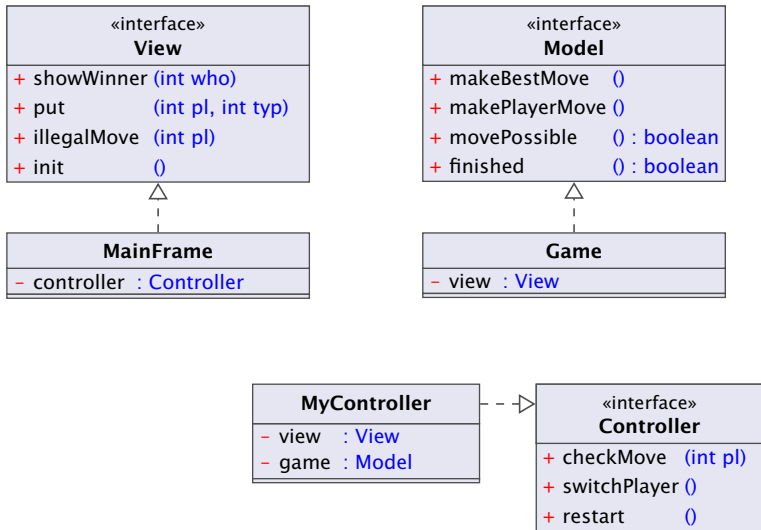 «interface»
View
+ showWinner (int who)
+ put (int pl, int typ)
+ illegalMove (int pl)
+ init ()
MainFrame
- controller : Controller
«interface»
Model
+ makeBestMove ()
+ makePlayerMove ()
+ movePossible () : boolean
+ finished () : boolean
Game
- view : View
MyController
- view : View
- game : Model
«interface»
Controller
+ checkMove (int pl)
+ switchPlayer ()
+ restart ()